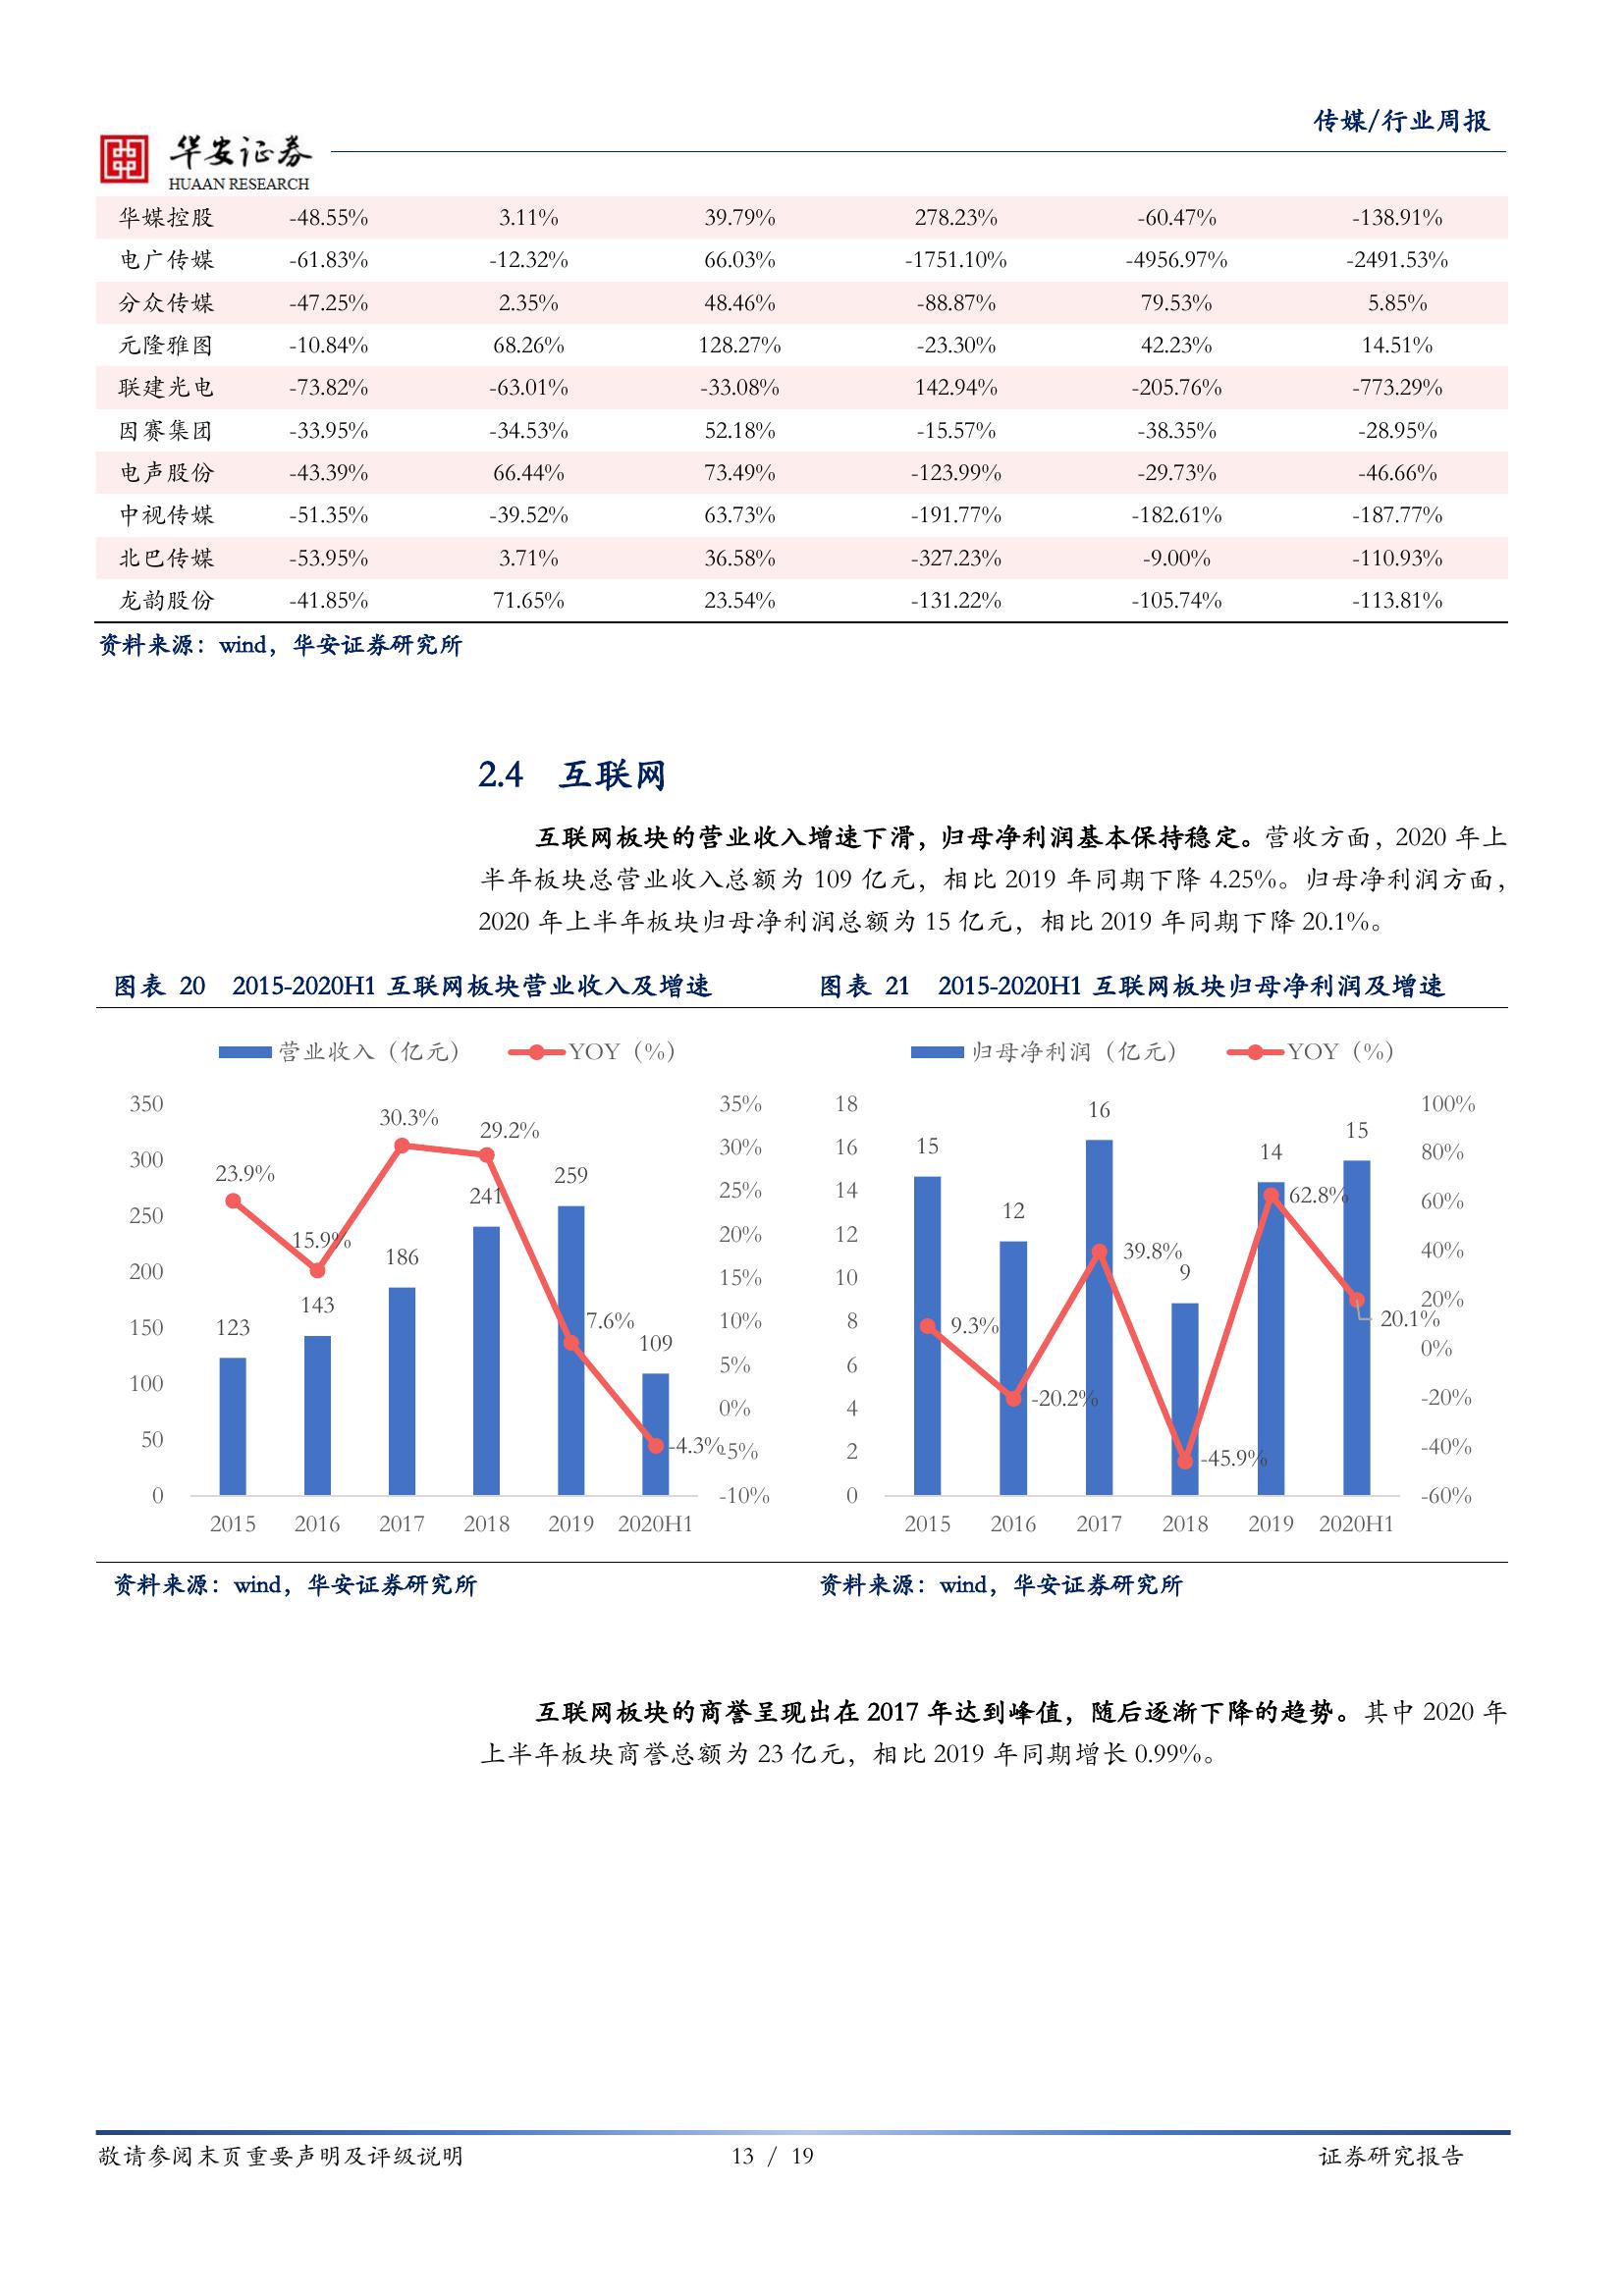 传媒/行业周报
华安证券
HUAAN RESEARCH
华媒控股 -48.55% 3.11% 39.79% 278.23% -60.47% -138.91%
电广传媒 -61.83% -12.32% 66.03% -1751.10% -4956.97% -2491.53%
分众传媒 -47.25% 2.35% 48.46% -88.87% 79.53% 5.85%
元隆雅图 -10.84% 68.26% 128.27% -23.30% 42.23% 14.51%
联建光电 -73.82% -63.01% -33.08% 142.94% -205.76% -773.29%
因赛集团 -33.95% -34.53% 52.18% -15.57% -38.35% -28.95%
电声股份 -43.39% 66.44% 73.49% -123.99% -29.73% -46.66%
中视传媒 -51.35% -39.52% 63.73% -191.77% -182.61% -187.77%
北巴传媒 -53.95% 3.71% 36.58% -327.23% -9.00% -110.93%
龙韵股份 -41.85% 71.65% 23.54% -131.22% -105.74% -113.81%
资料来源：wind，华安证券研究所
2.4 互联网
互联网板块的营业收入增速下滑，归母净利润基本保持稳定。营收方面，2020 年上
半年板块总营业收入总额为 109 亿元，相比 2019 年同期下降 4.25%。归母净利润方面，
2020 年上半年板块归母净利润总额为 15 亿元，相比 2019 年同期下降 20.1%。
图表 20 2015-2020H1 互联网板块营业收入及增速
营业收入（亿元） YOY（%）
350
300
250
200
150
100
50
0
35%
30%
25%
20%
15%
10%
5%
0%
-5%
-10%
23.9%
15.9%
30.3%
29.2%
7.6%
-4.3%
123
143
186
241
259
109
2015 2016 2017 2018 2019 2020H1
资料来源：wind，华安证券研究所
图表 21 2015-2020H1 互联网板块归母净利润及增速
归母净利润（亿元） YOY（%）
18
16
14
12
10
8
6
4
2
0
100%
80%
60%
40%
20%
0%
-20%
-40%
-60%
15
12
16
9
14
15
9.3%
-20.2%
39.8%
-45.9%
62.8%
20.1%
2015 2016 2017 2018 2019 2020H1
资料来源：wind，华安证券研究所
互联网板块的商誉呈现出在 2017 年达到峰值，随后逐渐下降的趋势。其中 2020 年
上半年板块商誉总额为 23 亿元，相比 2019 年同期增长 0.99%。
敬请参阅末页重要声明及评级说明 13 / 19 证券研究报告